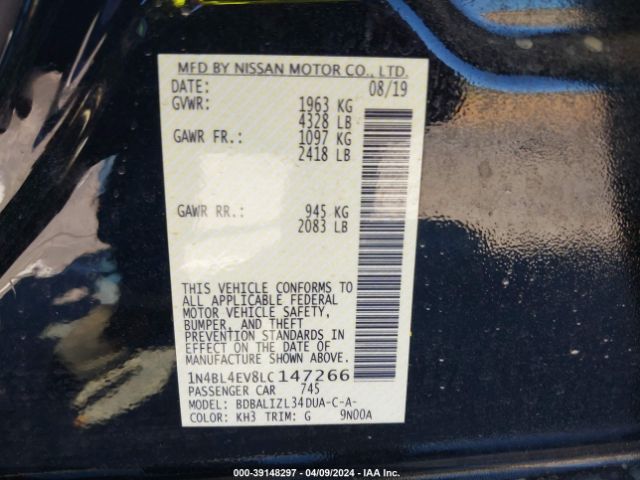 MFD BY NISSAN MOTOR CO., LTD.
DATE: 08/19
GVWR: 1963 KG
4328 LB
GAWR FR.: 1097 KG
2418 LB
GAWR RR.: 945 KG
2083 LB
THIS VEHICLE CONFORMS TO
ALL APPLICABLE FEDERAL
MOTOR VEHICLE SAFETY,
BUMPER, AND THEFT
PREVENTION STANDARDS IN
EFFECT ON THE DATE OF
MANUFACTURE SHOWN ABOVE.
1N4BL4EV8LC147266
PASSENGER CAR 745
MODEL: BDBALIZL34DUA-C-A-
COLOR: KH3 TRIM: G 9N00A
000-39148297 - 04/09/2024 - IAA Inc.